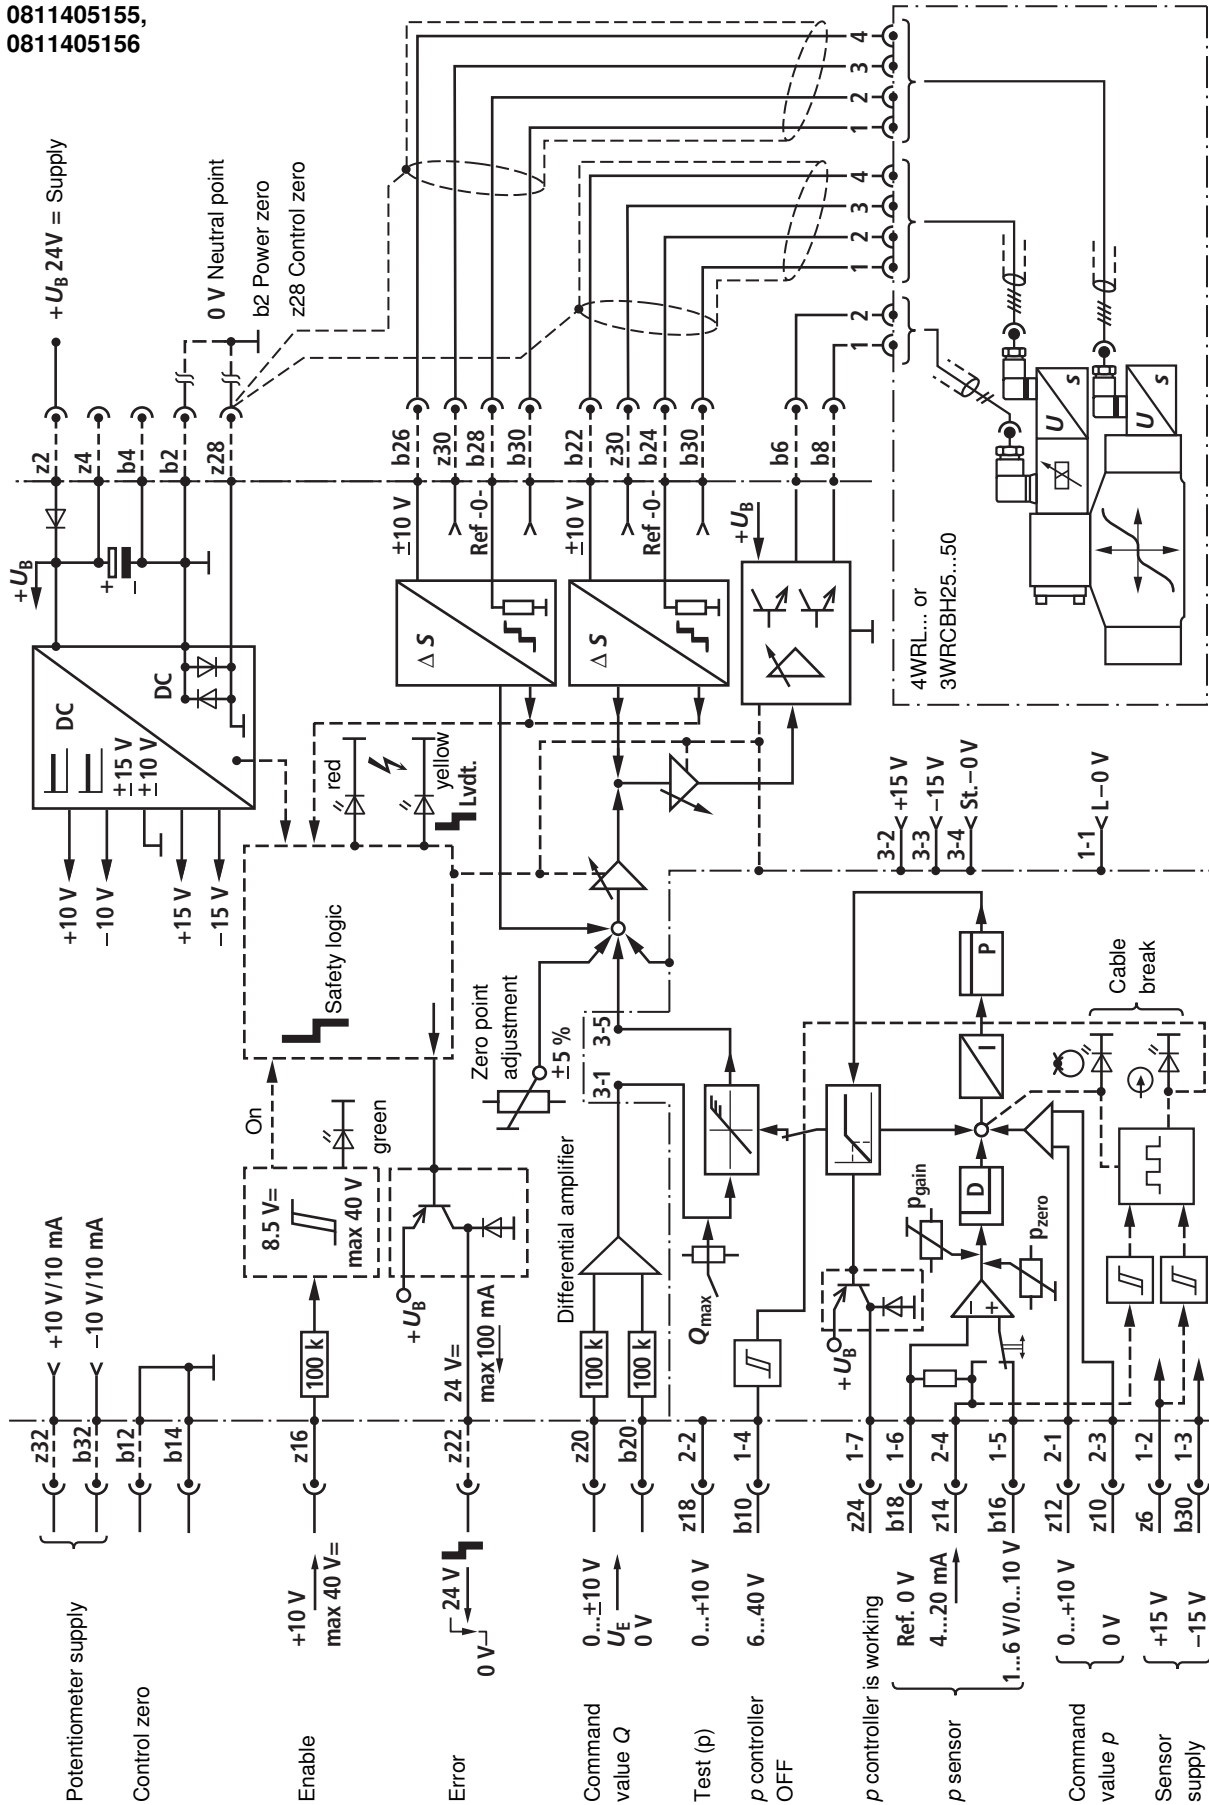 0811405155,
0811405156
Potentiometer supply
Control zero
Enable
Error
Command
value Q
Test (p)
p controller
OFF
p controller is working
p sensor
Command
value p
Sensor
supply
+10 V
max 40 V=
24 V
0 V
0...±10 V
UE
0 V
0...+10 V
6...40 V
Ref. 0 V
4...20 mA
1...6 V/0...10 V
0...+10 V
0 V
+15 V
–15 V
z32
b32
b12
b14
z16
z22
z20
b20
z18
2-2
b10
1-4
z24
1-7
b18
1-6
z14
2-4
b16
1-5
z12
2-1
z10
2-3
z6
1-2
b30
1-3
+10 V/10 mA
–10 V/10 mA
100 k
24 V=
max100 mA
100 k
100 k
8.5 V=
max 40 V
On
green
+UB
Differential amplifier
Qmax
+UB
pgain
pzero
D
I
P
Cable
break
Zero point
adjustment
±5 %
3-1
3-5
Safety logic
red
yellow
Lvdt.
+10 V
–10 V
+15 V
–15 V
DC
DC
±15 V
±10 V
+UB
+
–
z2
z4
b4
b2
z28
+UB 24V = Supply
0 V Neutral point
b2 Power zero
z28 Control zero
Δ S
Δ S
±10 V
Ref -0-
±10 V
Ref -0-
+UB
b26
z30
b28
b30
b22
z30
b24
b30
b6
b8
4
3
2
1
4
3
2
1
2
1
3-2
+15 V
3-3
–15 V
3-4
St.–0 V
1-1
L–0 V
4WRL... or
3WRCBH25...50
U
S
U
S